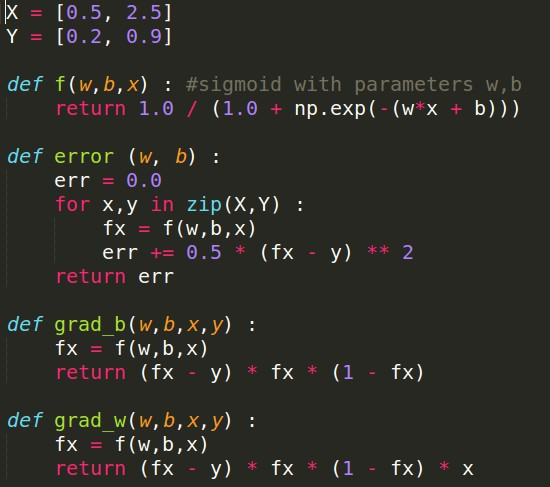 X = [0.5, 2.5]
Y = [0.2, 0.9]
def f(w,b,x) : #sigmoid with parameters w,b
    return 1.0 / (1.0 + np.exp(-(w*x + b)))
def error (w, b) :
    err = 0.0
    for x,y in zip(X,Y) :
        fx = f(w,b,x)
        err += 0.5 * (fx - y) ** 2
    return err
def grad_b(w,b,x,y) :
    fx = f(w,b,x)
    return (fx - y) * fx * (1 - fx)
def grad_w(w,b,x,y) :
    fx = f(w,b,x)
    return (fx - y) * fx * (1 - fx) * x